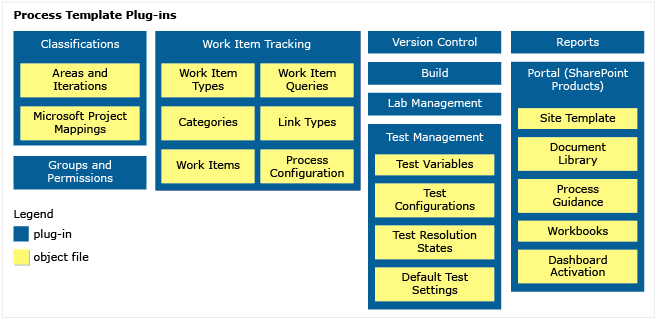 Process Template Plug-ins
Classifications
Areas and
Iterations
Microsoft Project
Mappings
Groups and
Permissions
Work Item Tracking
Work Item
Types
Work Item
Queries
Categories
Link Types
Work Items
Process
Configuration
Version Control
Build
Lab Management
Test Management
Test Variables
Test
Configurations
Test Resolution
States
Default Test
Settings
Reports
Portal (SharePoint
Products)
Site Template
Document
Library
Process
Guidance
Workbooks
Dashboard
Activation
Legend
plug-in
object file